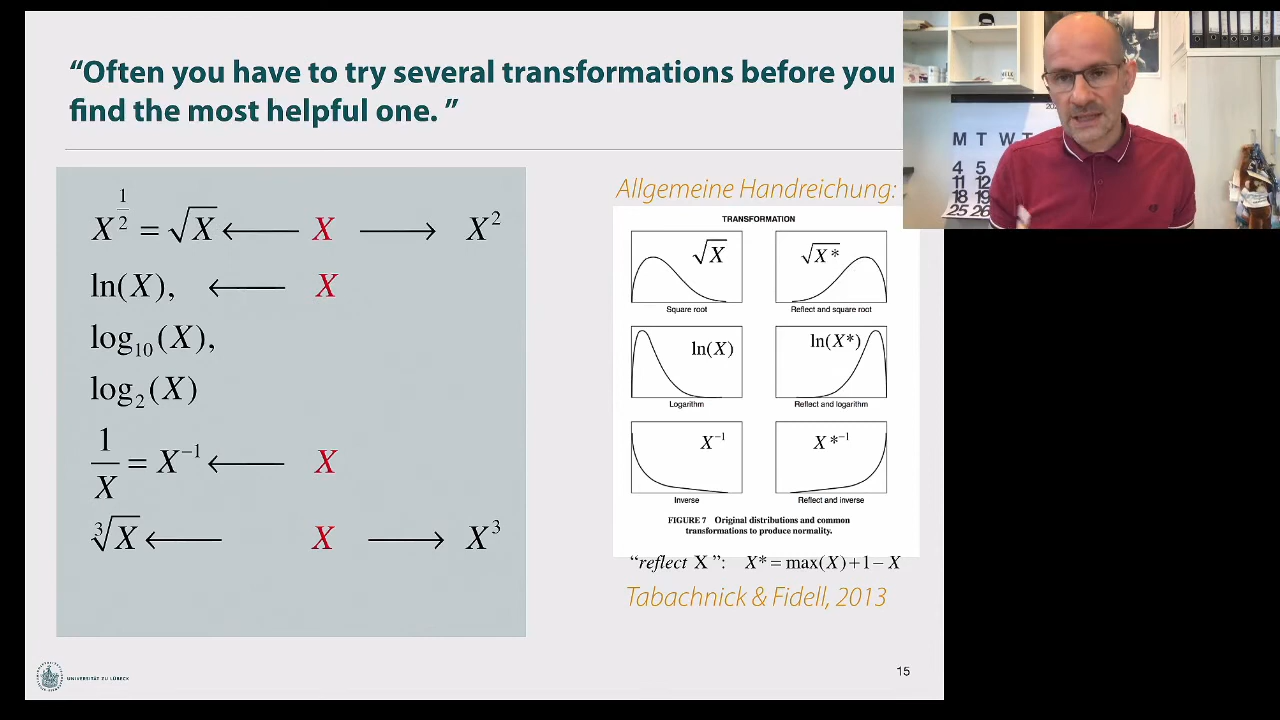 “Often you have to try several transformations before you
find the most helpful one. ”
X^{1/2} = √X ← X → X²
ln(X), ← X
log₁₀(X),
log₂(X)
1/X = X⁻¹ ← X
∛X ← X → X³
Allgemeine Handreichung:
TRANSFORMATION
√X
Square root
√X*
Reflect and square root
ln(X)
Logarithm
ln(X*)
Reflect and logarithm
X⁻¹
Inverse
X*⁻¹
Reflect and inverse
FIGURE 7 Original distributions and common
transformations to produce normality.
“reflect X”: X* = max(X)+1−X
Tabachnick & Fidell, 2013
UNIVERSITÄT ZU LÜBECK
15
M T W T
4 5
11 12
18 19
25 26